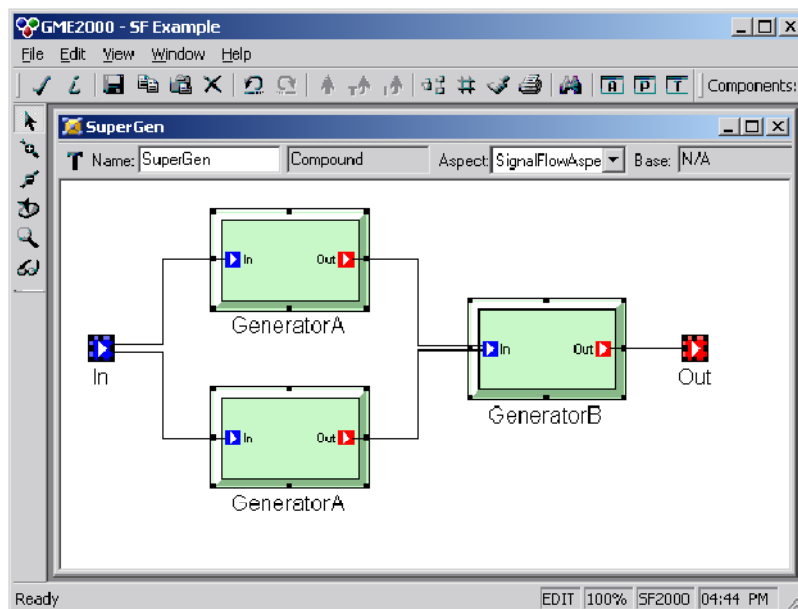 GME2000 - SF Example
File Edit View Window Help
A P T Components:
SuperGen
T Name: SuperGen Compound Aspect: SignalFlowAspe Base: N/A
In Out
GeneratorA
In Out
In
Out
GeneratorB
In Out
GeneratorA
Ready EDIT 100% SF2000 04:44 PM